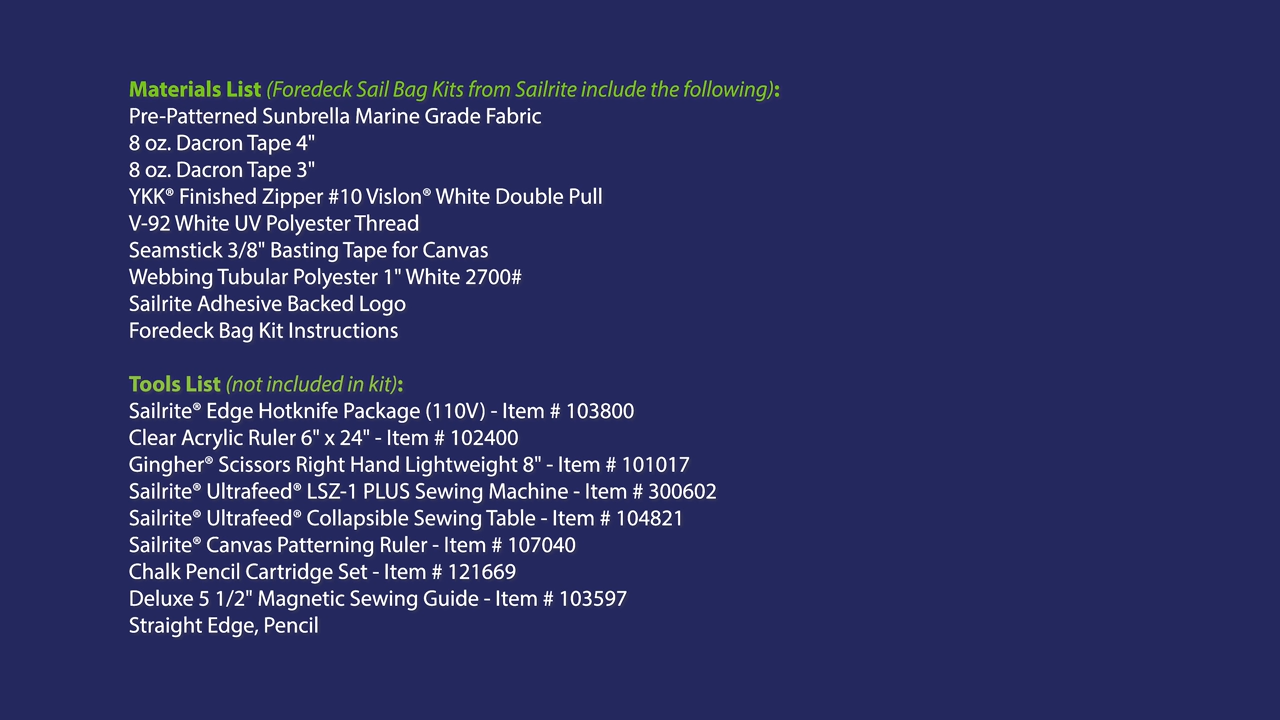 Materials List (Foredeck Sail Bag Kits from Sailrite include the following):
Pre-Patterned Sunbrella Marine Grade Fabric
8 oz. Dacron Tape 4"
8 oz. Dacron Tape 3"
YKK® Finished Zipper #10 Vislon® White Double Pull
V-92 White UV Polyester Thread
Seamstick 3/8" Basting Tape for Canvas
Webbing Tubular Polyester 1" White 2700#
Sailrite Adhesive Backed Logo
Foredeck Bag Kit Instructions
Tools List (not included in kit):
Sailrite® Edge Hotknife Package (110V) - Item # 103800
Clear Acrylic Ruler 6" x 24" - Item # 102400
Gingher® Scissors Right Hand Lightweight 8" - Item # 101017
Sailrite® Ultrafeed® LSZ-1 PLUS Sewing Machine - Item # 300602
Sailrite® Ultrafeed® Collapsible Sewing Table - Item # 104821
Sailrite® Canvas Patterning Ruler - Item # 107040
Chalk Pencil Cartridge Set - Item # 121669
Deluxe 5 1/2" Magnetic Sewing Guide - Item # 103597
Straight Edge, Pencil